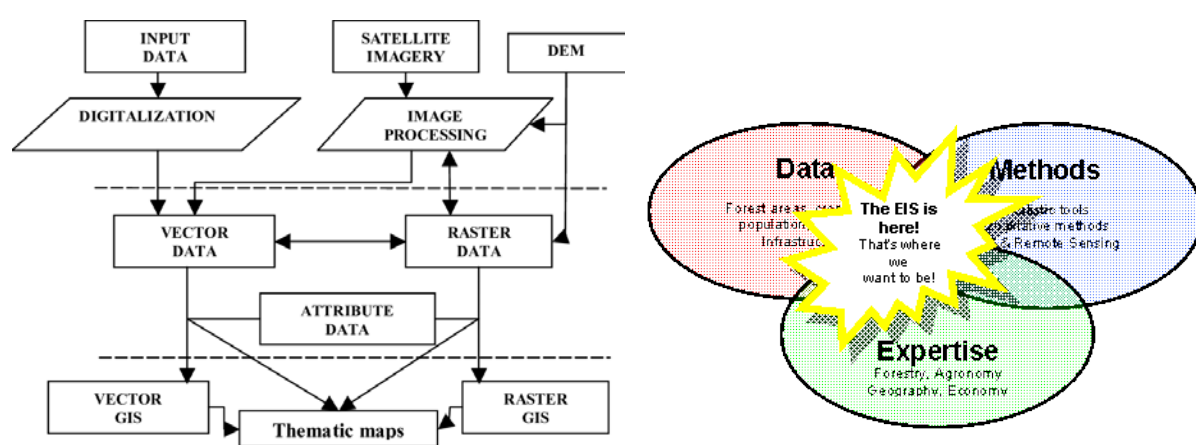 INPUT
DATA
SATELLITE
IMAGERY
DEM
DIGITALIZATION
IMAGE
PROCESSING
VECTOR
DATA
RASTER
DATA
ATTRIBUTE
DATA
VECTOR
GIS
RASTER
GIS
Thematic maps
Data
Forest areas,
population,
Methods
tools
methods
& Remote Sensing
The EIS is
here!
That's where
we
want to be!
Expertise
Forestry, Agronomy
Geography, Economy